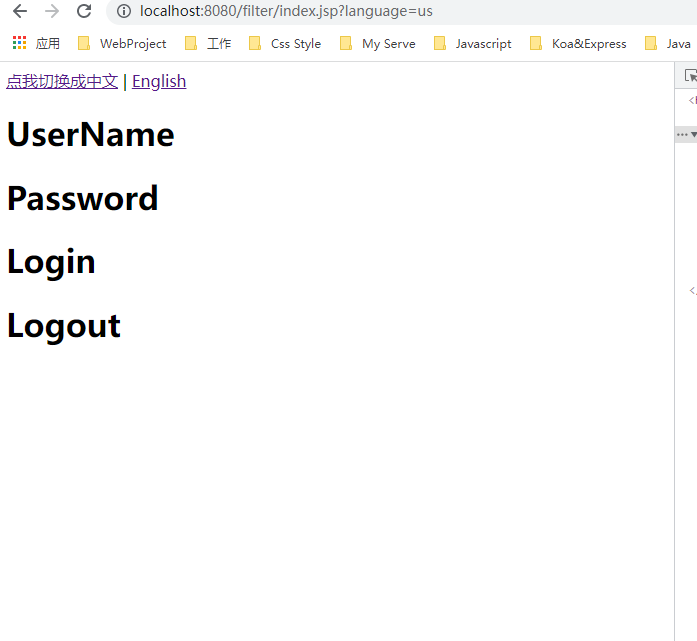 localhost:8080/filter/index.jsp?language=us
应用 WebProject 工作 Css Style My Serve Javascript Koa&Express Java
点我切换成中文 | English
UserName
Password
Login
Logout